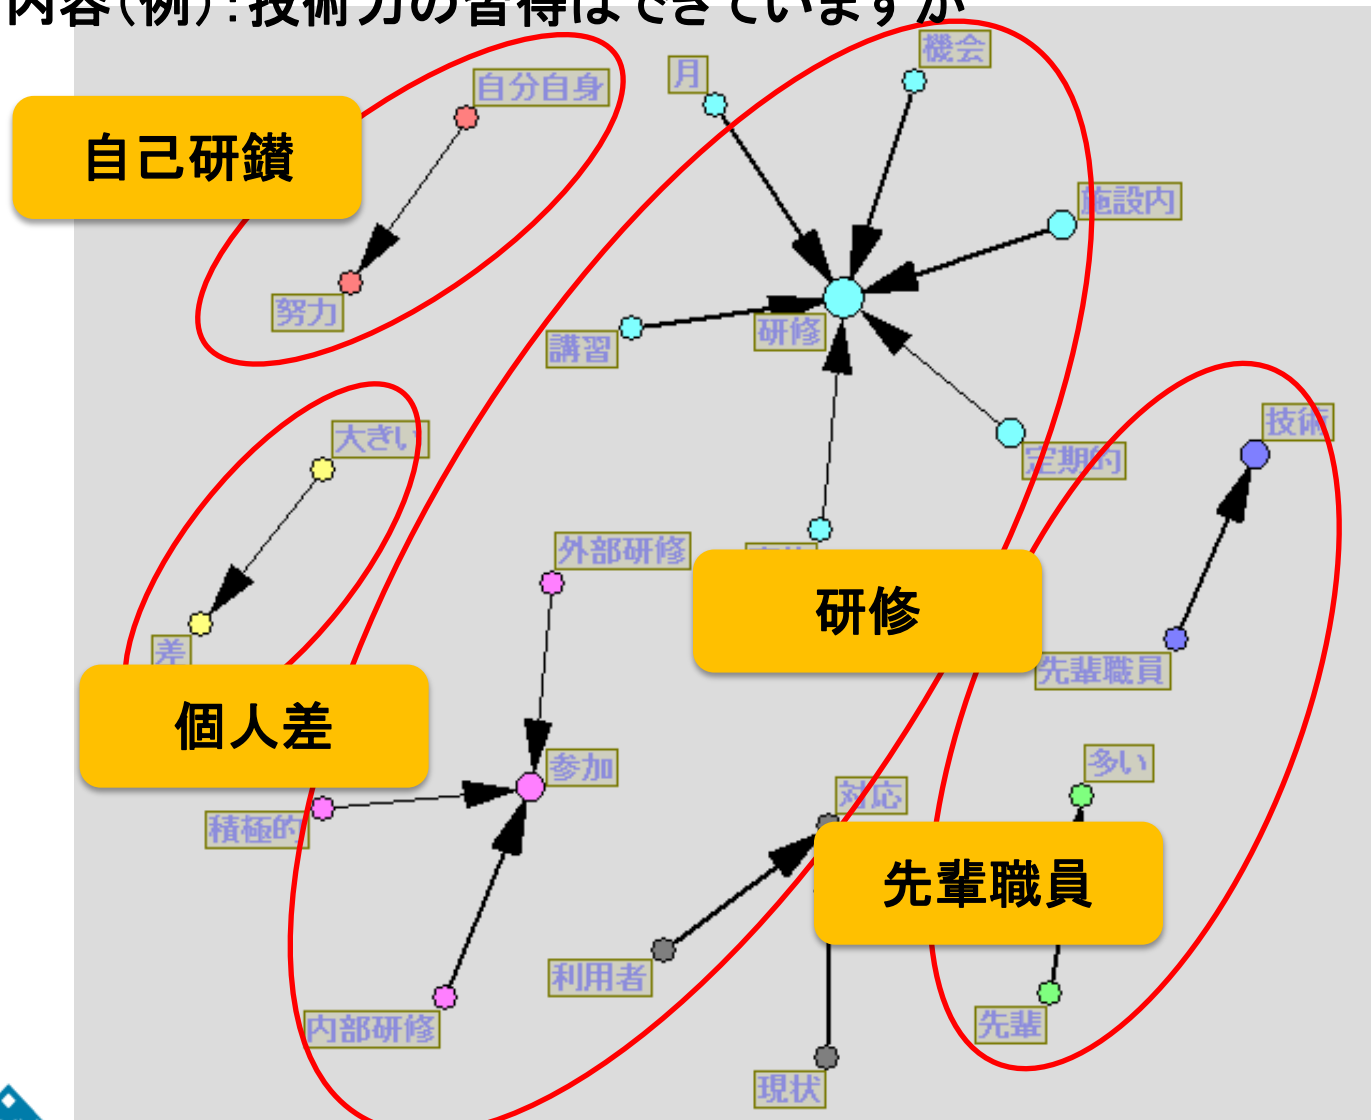 内容(例):技術力の習得はできていますか
機会
月
自分自身
自己研鑚
施設内
努力
研修
講習
技術
大きい
定期的
外部研修
研修
差
先輩職員
個人差
参加
多い
対応
積極的
先輩職員
利用者
先輩
内部研修
現状